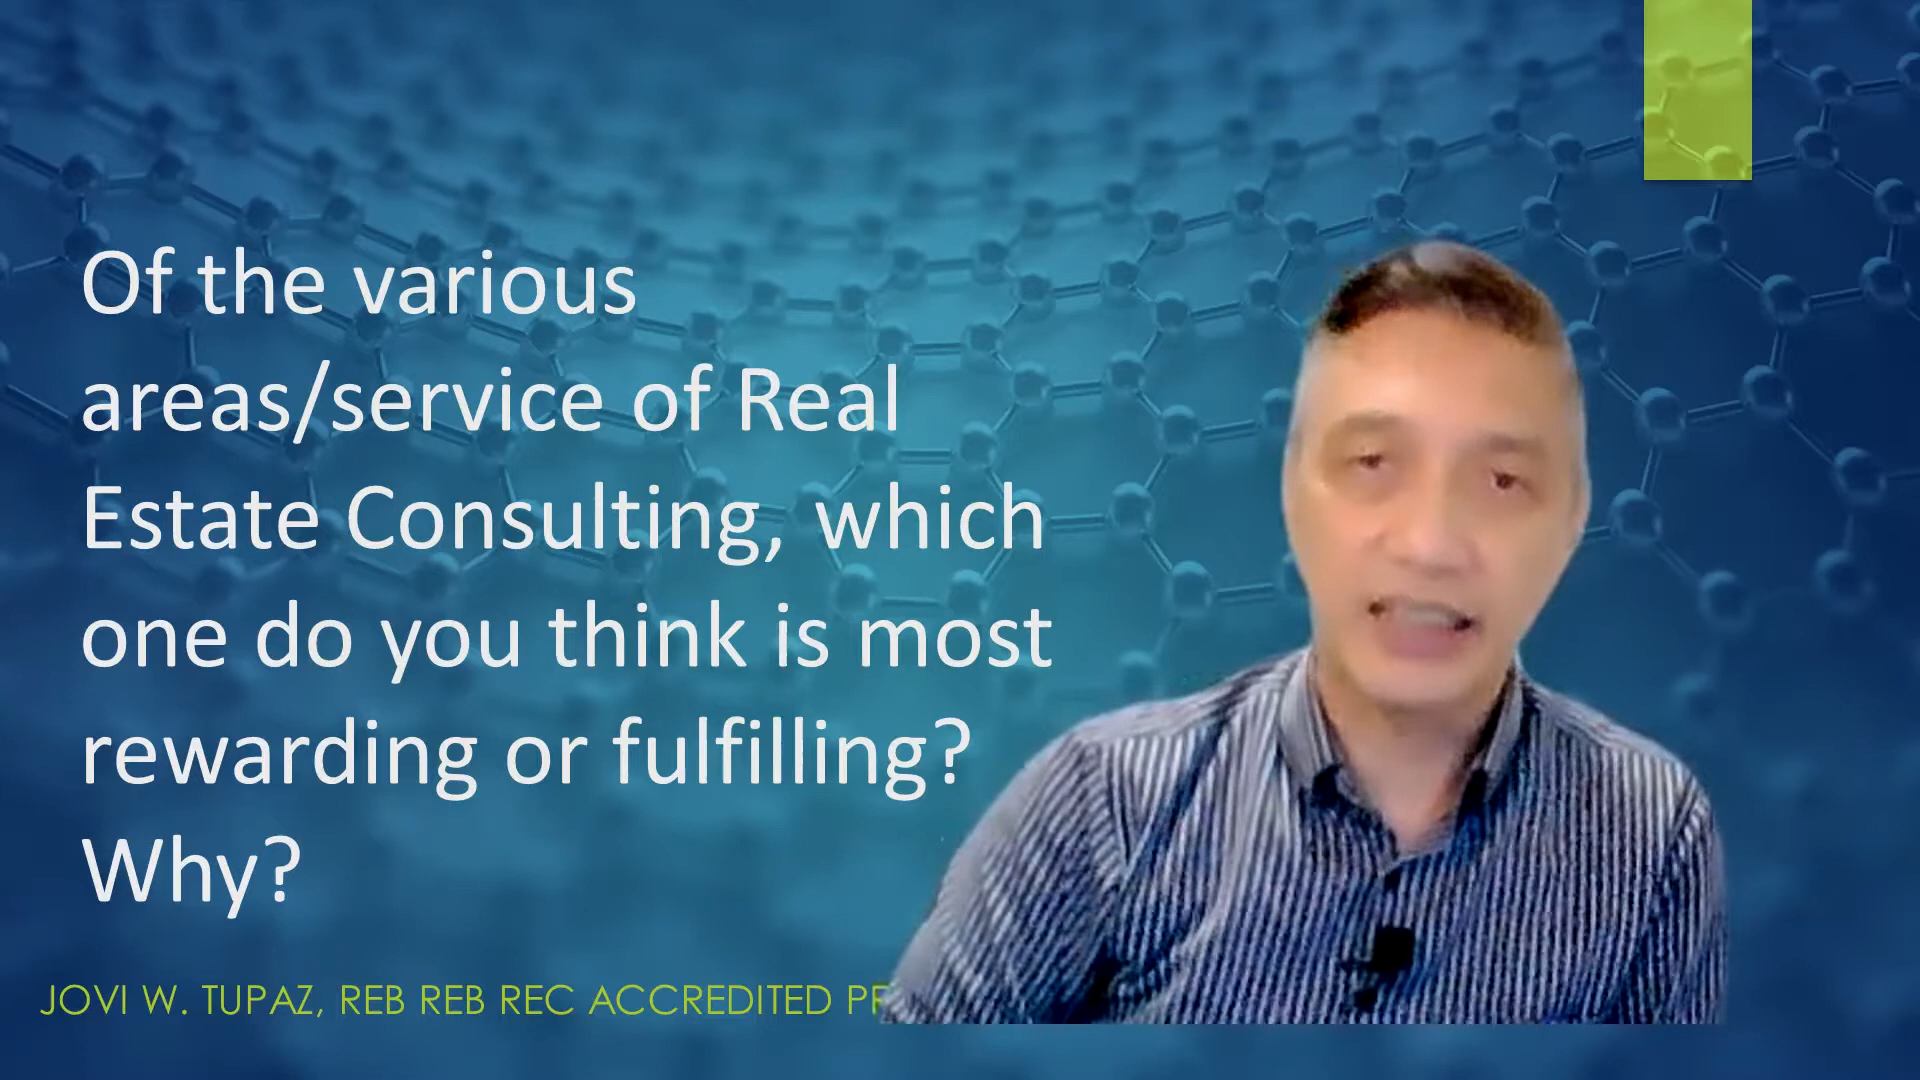 Of the various
areas/service of Real
Estate Consulting, which
one do you think is most
rewarding or fulfilling?
Why?
JOVI W. TUPAZ, REB REB REC ACCREDITED